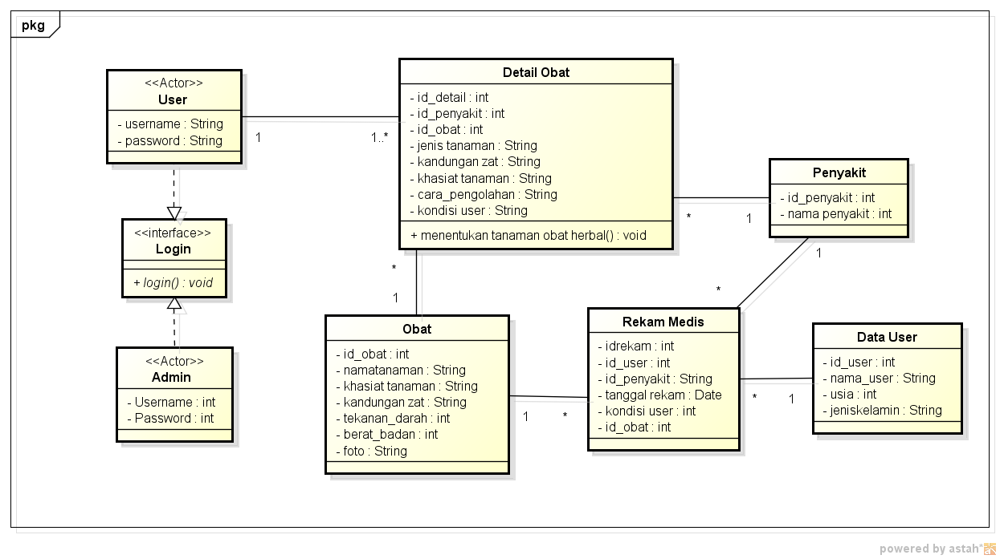 pkg
<<Actor>>
User
- username : String
- password : String
1
1..*
Detail Obat
- id_detail : int
- id_penyakit : int
- id_obat : int
- jenis tanaman : String
- kandungan zat : String
- khasiat tanaman : String
- cara_pengolahan : String
- kondisi user : String
+ menentukan tanaman obat herbal() : void
*
1
Penyakit
- id_penyakit : int
- nama penyakit : int
1
*
<<interface>>
Login
+ login() : void
*
1
<<Actor>>
Admin
- Username : int
- Password : int
Obat
- id_obat : int
- namatanaman : String
- khasiat tanaman : String
- kandungan zat : String
- tekanan_darah : int
- berat_badan : int
- foto : String
1
*
Rekam Medis
- idrekam : int
- id_user : int
- id_penyakit : String
- tanggal rekam : Date
- kondisi user : int
- id_obat : int
*
1
Data User
- id_user : int
- nama_user : String
- usia : int
- jeniskelamin : String
powered by astah*